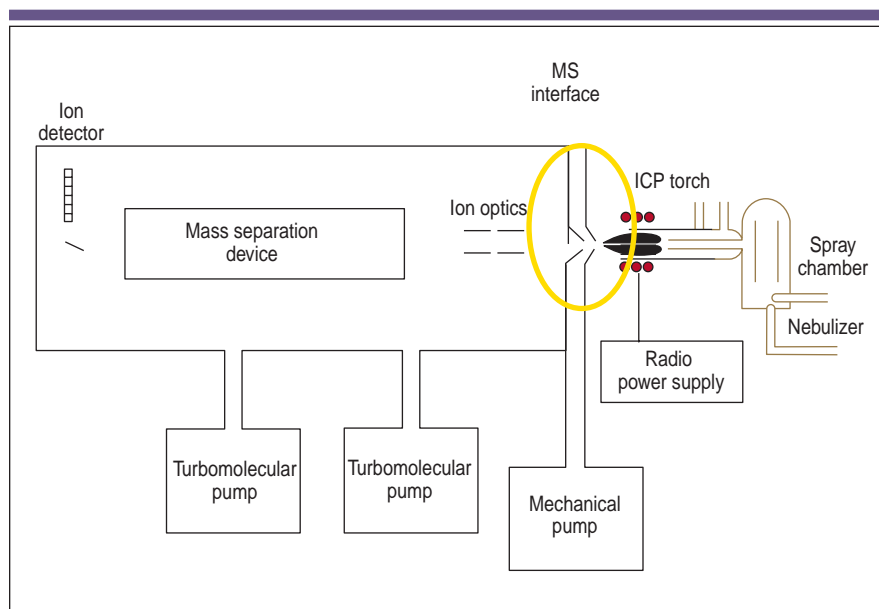 MS
interface
Ion
detector
ICP torch
Ion optics
Mass separation
device
Spray
chamber
Nebulizer
Radio
power supply
Turbomolecular
pump
Turbomolecular
pump
Mechanical
pump